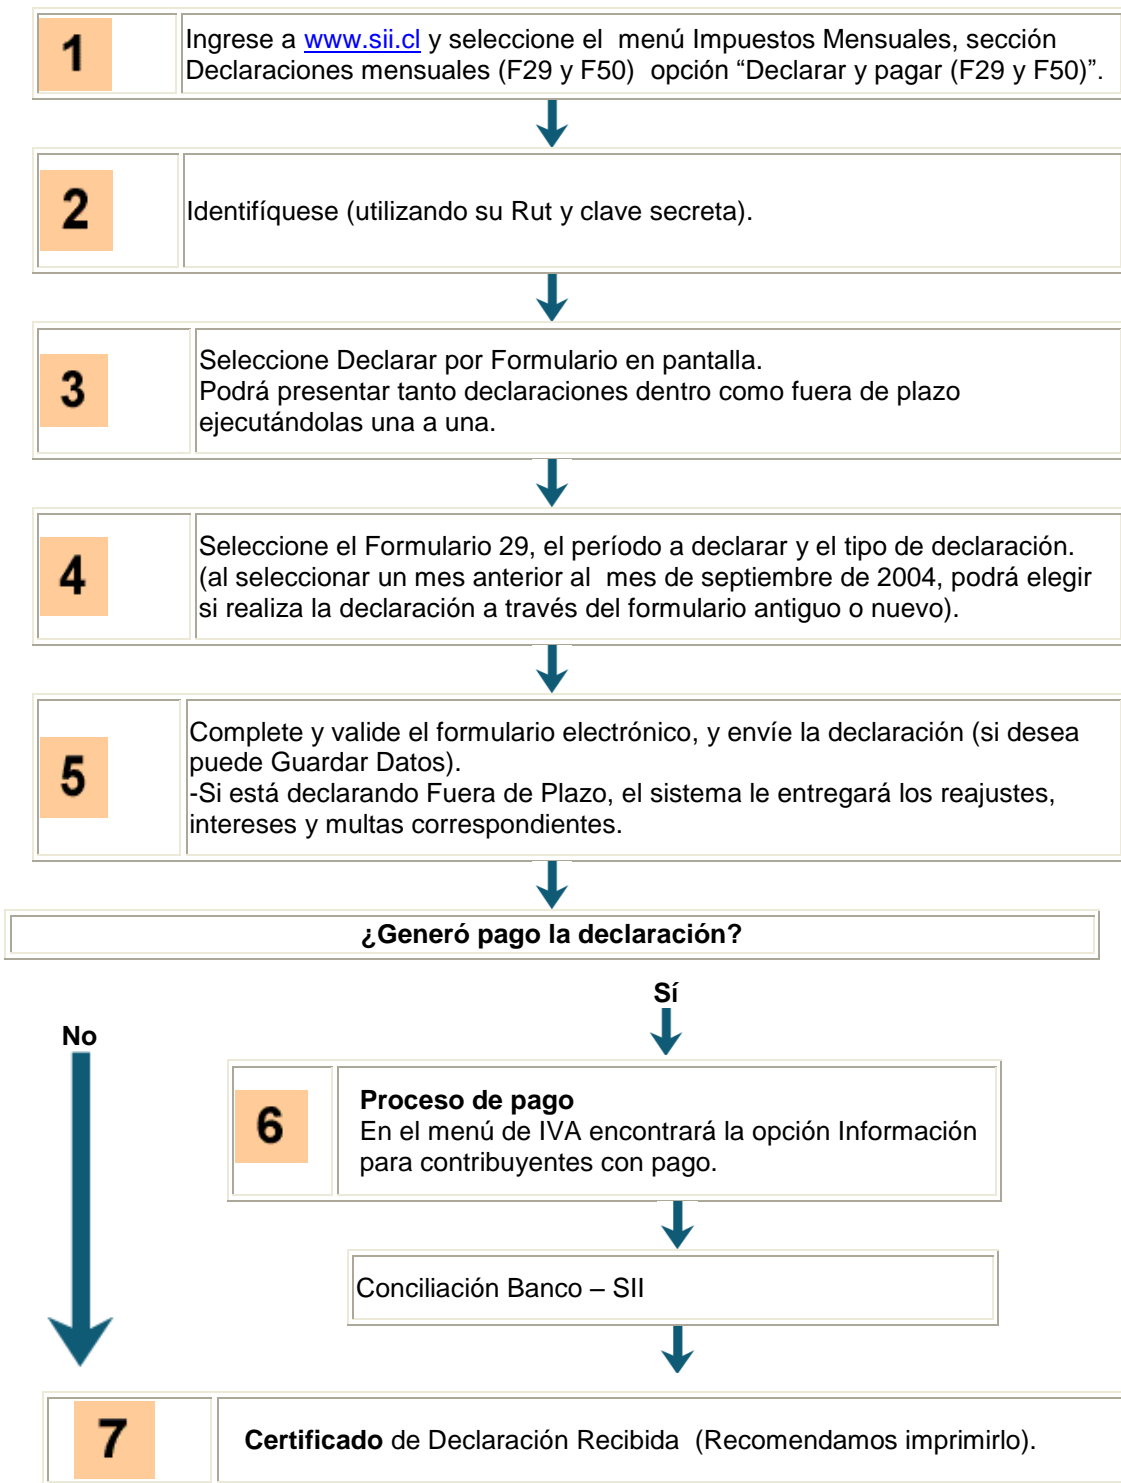 1
Ingrese a www.sii.cl y seleccione el menú Impuestos Mensuales, sección
Declaraciones mensuales (F29 y F50) opción “Declarar y pagar (F29 y F50)”.
2
Identifíquese (utilizando su Rut y clave secreta).
3
Seleccione Declarar por Formulario en pantalla.
Podrá presentar tanto declaraciones dentro como fuera de plazo
ejecutándolas una a una.
4
Seleccione el Formulario 29, el período a declarar y el tipo de declaración.
(al seleccionar un mes anterior al mes de septiembre de 2004, podrá elegir
si realiza la declaración a través del formulario antiguo o nuevo).
5
Complete y valide el formulario electrónico, y envíe la declaración (si desea
puede Guardar Datos).
-Si está declarando Fuera de Plazo, el sistema le entregará los reajustes,
intereses y multas correspondientes.
¿Generó pago la declaración?
Sí
No
6
Proceso de pago
En el menú de IVA encontrará la opción Información
para contribuyentes con pago.
Conciliación Banco – SII
7
Certificado de Declaración Recibida (Recomendamos imprimirlo).